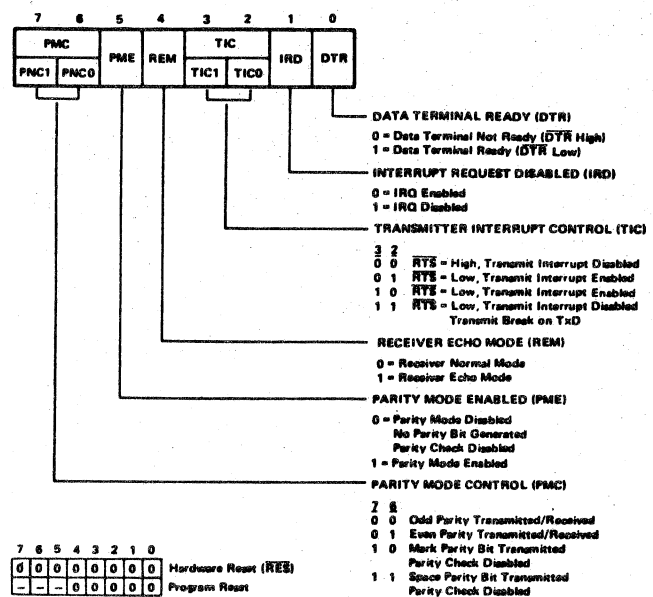 7 6 5 4 3 2 1 0
PMC PME REM TIC IRD DTR
PNC1 PNC0 TIC1 TIC0
DATA TERMINAL READY (DTR)
0 = Data Terminal Not Ready (DTR High)
1 = Data Terminal Ready (DTR Low)
INTERRUPT REQUEST DISABLED (IRD)
0 = IRQ Enabled
1 = IRQ Disabled
TRANSMITTER INTERRUPT CONTROL (TIC)
3 2
0 0 RTS = High, Transmit Interrupt Disabled
0 1 RTS = Low, Transmit Interrupt Enabled
1 0 RTS = Low, Transmit Interrupt Enabled
1 1 RTS = Low, Transmit Interrupt Disabled
Transmit Break on TxD
RECEIVER ECHO MODE (REM)
0 = Receiver Normal Mode
1 = Receiver Echo Mode
PARITY MODE ENABLED (PME)
0 = Parity Mode Disabled
No Parity Bit Generated
Parity Check Disabled
1 = Parity Mode Enabled
PARITY MODE CONTROL (PMC)
7 6
0 0 Odd Parity Transmitted/Received
0 1 Even Parity Transmitted/Received
1 0 Mark Parity Bit Transmitted
Parity Check Disabled
1 1 Space Parity Bit Transmitted
Parity Check Disabled
7 6 5 4 3 2 1 0
0 0 0 0 0 0 0 0 Hardware Reset (RES)
- - - 0 0 0 0 0 Program Reset